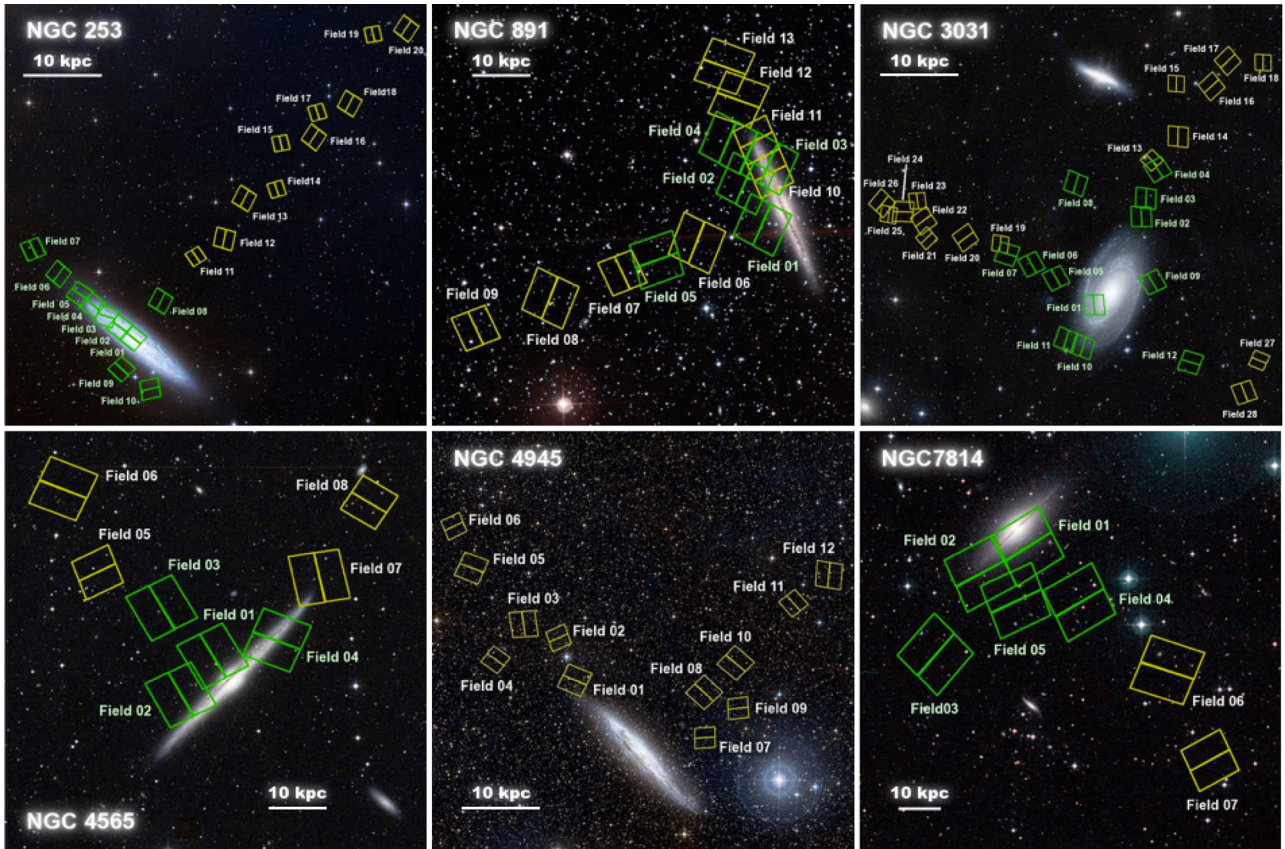 NGC 253
10 kpc
Field 19
Field 20
Field 17
Field18
Field 15
Field 16
Field14
Field 13
Field 07
Field 12
Field 11
Field 06
Field 05
Field 08
Field 04
Field 03
Field 02
Field 01
Field 09
Field 10
NGC 891
10 kpc
Field 13
Field 12
Field 11
Field 04
Field 03
Field 02
Field 10
Field 01
Field 06
Field 05
Field 07
Field 09
Field 08
NGC 3031
10 kpc
Field 17
Field 18
Field 15
Field 16
Field 14
Field 13
Field 24
Field 04
Field 26
Field 23
Field 08
Field 03
Field 22
Field 02
Field 25
Field 19
Field 21
Field 20
Field 06
Field 07
Field 05
Field 09
Field 01
Field 11
Field 12
Field 27
Field 10
Field 28
Field 06
Field 08
Field 05
Field 03
Field 07
Field 01
Field 04
Field 02
10 kpc
NGC 4565
NGC 4945
Field 06
Field 12
Field 05
Field 11
Field 03
Field 02
Field 10
Field 04
Field 08
Field 01
Field 09
Field 07
10 kpc
NGC7814
Field 01
Field 02
Field 04
Field 05
Field03
Field 06
10 kpc
Field 07